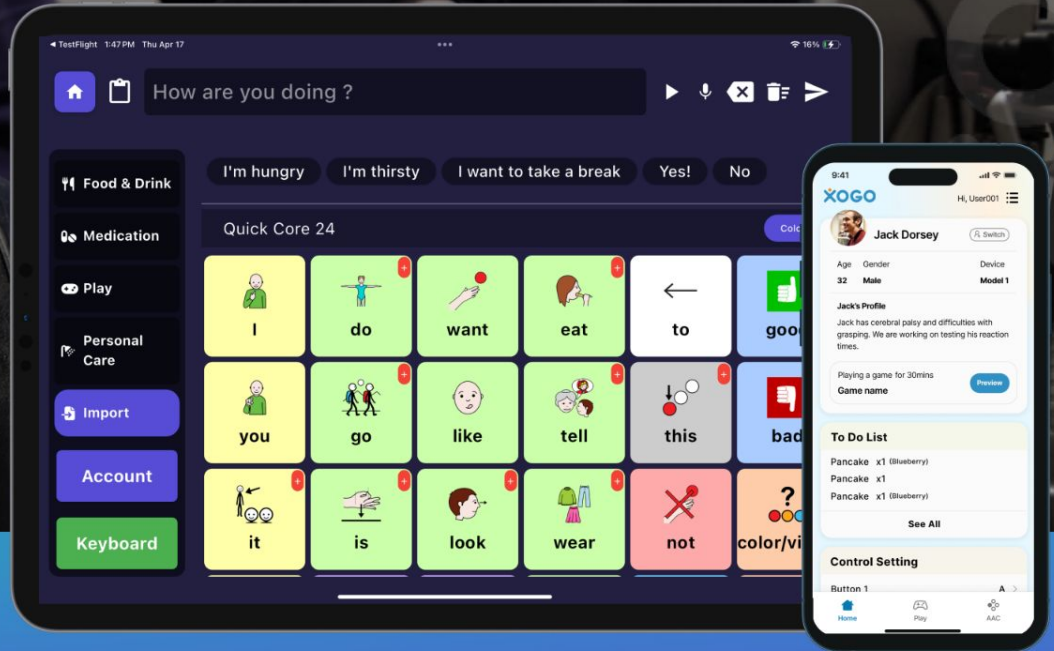 TestFlight 1:47 PM Thu Apr 17
16%
How are you doing ?
Food & Drink
Medication
Play
Personal
Care
Import
Account
Keyboard
I'm hungry I'm thirsty I want to take a break Yes! No
Quick Core 24
I do want eat to
you go like tell this bad
it is look wear not
?
9:41
XOGO
Hi, User001
Jack Dorsey
Switch
Age Gender Device
32 Male Model 1
Jack's Profile
Jack has cerebral palsy and difficulties with
grasping. We are working on testing his reaction
times.
Playing a game for 30mins
Game name
Preview
To Do List
Pancake x1 (Blueberry)
Pancake x1
Pancake x1 (Blueberry)
See All
Control Setting
Button 1 A
Home Play AAC